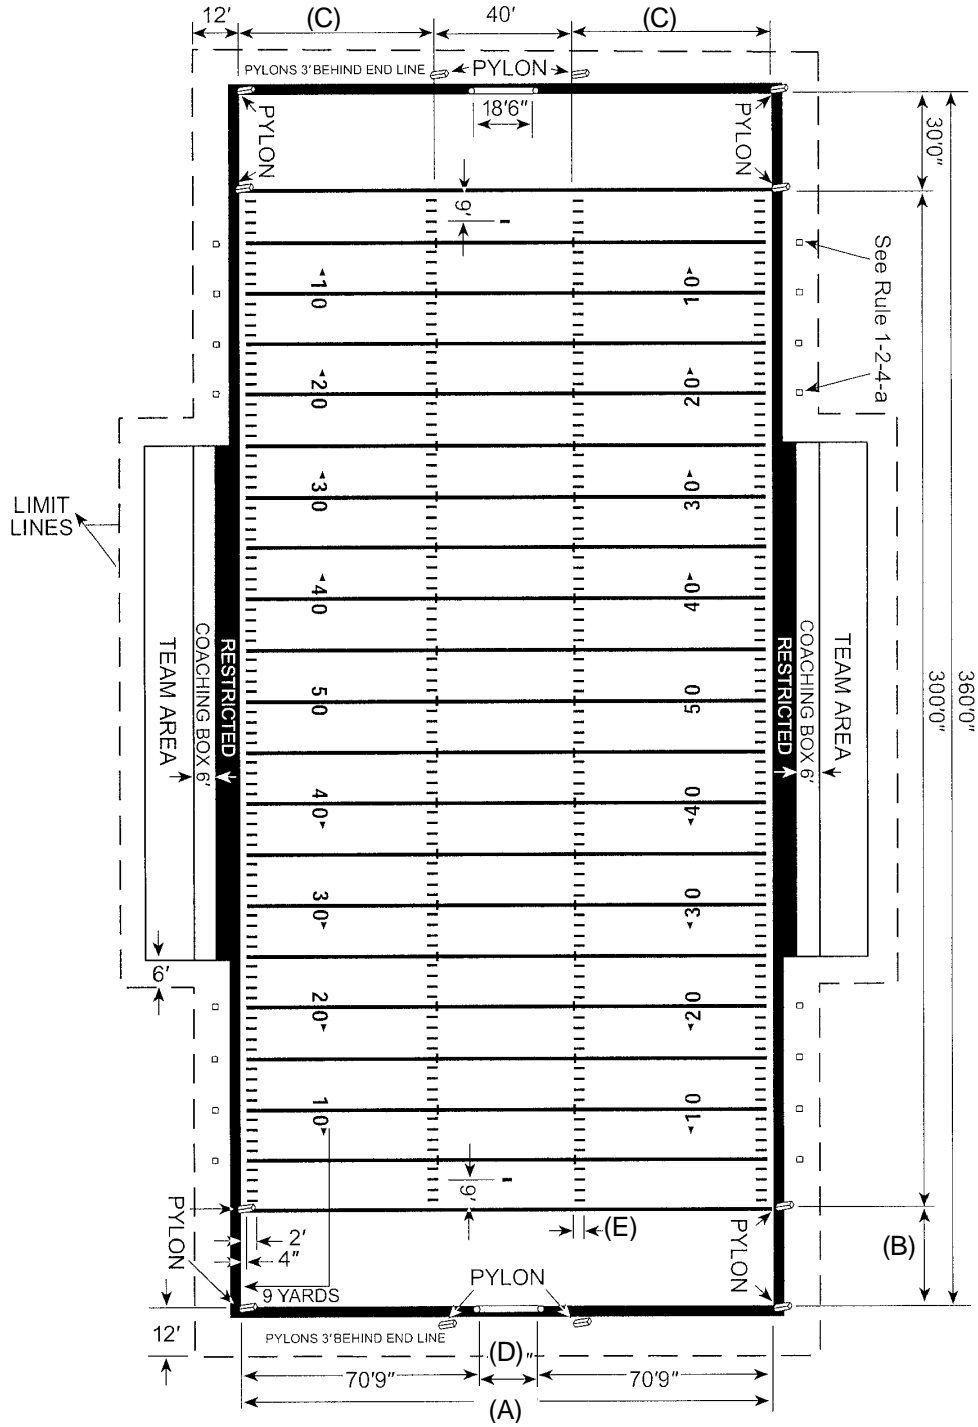 12′ (C) 40′ (C)
PYLONS 3′ BEHIND END LINE PYLON
18′6″
PYLON PYLON
30′0″
9′
See Rule 1-2-4-a
10 10
20 20
30 30
LIMIT
LINES
40 40
TEAM AREA COACHING BOX 6′ RESTRICTED
50 50
RESTRICTED COACHING BOX 6′ TEAM AREA
300′0″ 360′0″
40 40
30 30
6′
20 20
10 10
9′
PYLON PYLON
2′ (E) (B)
4″
9 YARDS
PYLON
12′
PYLONS 3′ BEHIND END LINE
(D) ″
70′9″ 70′9″
(A)